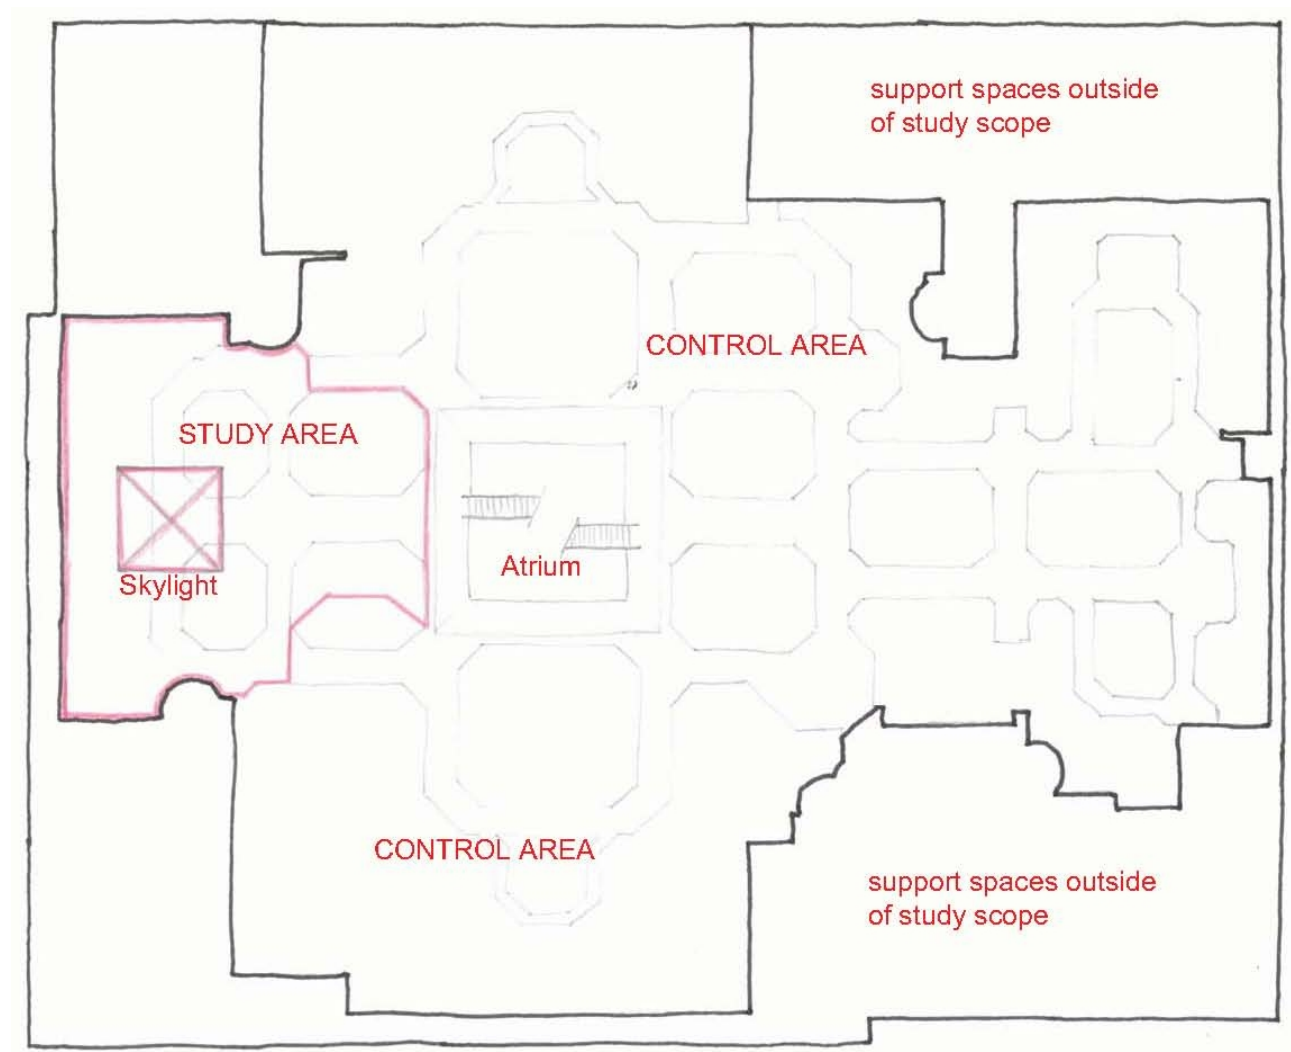 support spaces outside
of study scope
CONTROL AREA
STUDY AREA
Atrium
Skylight
CONTROL AREA
support spaces outside
of study scope